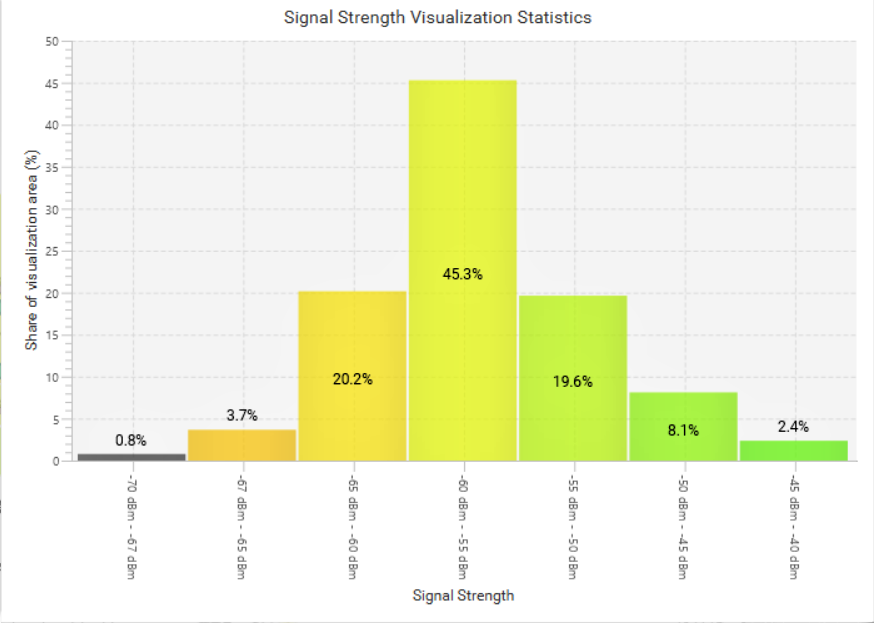 Signal Strength Visualization Statistics
Share of visualization area (%)
50
45
40
35
30
25
20
15
10
5
0
0.8%
3.7%
20.2%
45.3%
19.6%
8.1%
2.4%
-70 dBm - -67 dBm
-67 dBm - -65 dBm
-65 dBm - -60 dBm
-60 dBm - -55 dBm
-55 dBm - -50 dBm
-50 dBm - -45 dBm
-45 dBm - -40 dBm
Signal Strength